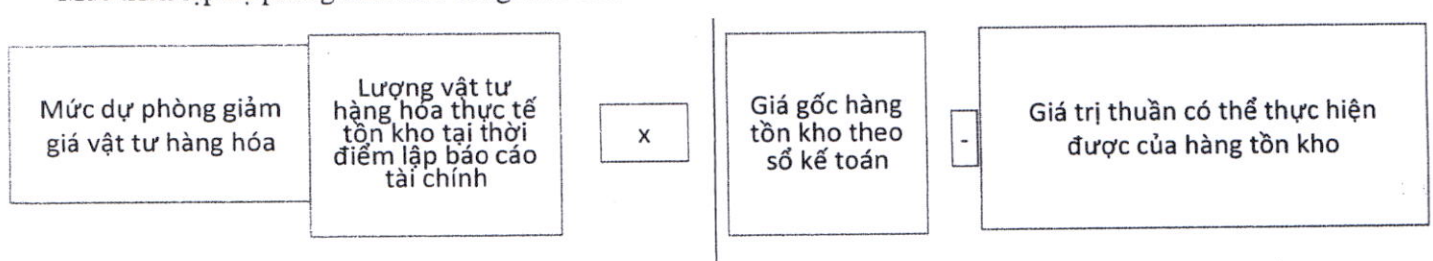 Mức dự phòng giảm
giá vật tư hàng hóa
Lượng vật tư
hàng hóa thực tế
tồn kho tại thời
điểm lập báo cáo
tài chính
x
Giá gốc hàng
tồn kho theo
sổ kế toán
-
Giá trị thuần có thể thực hiện
được của hàng tồn kho